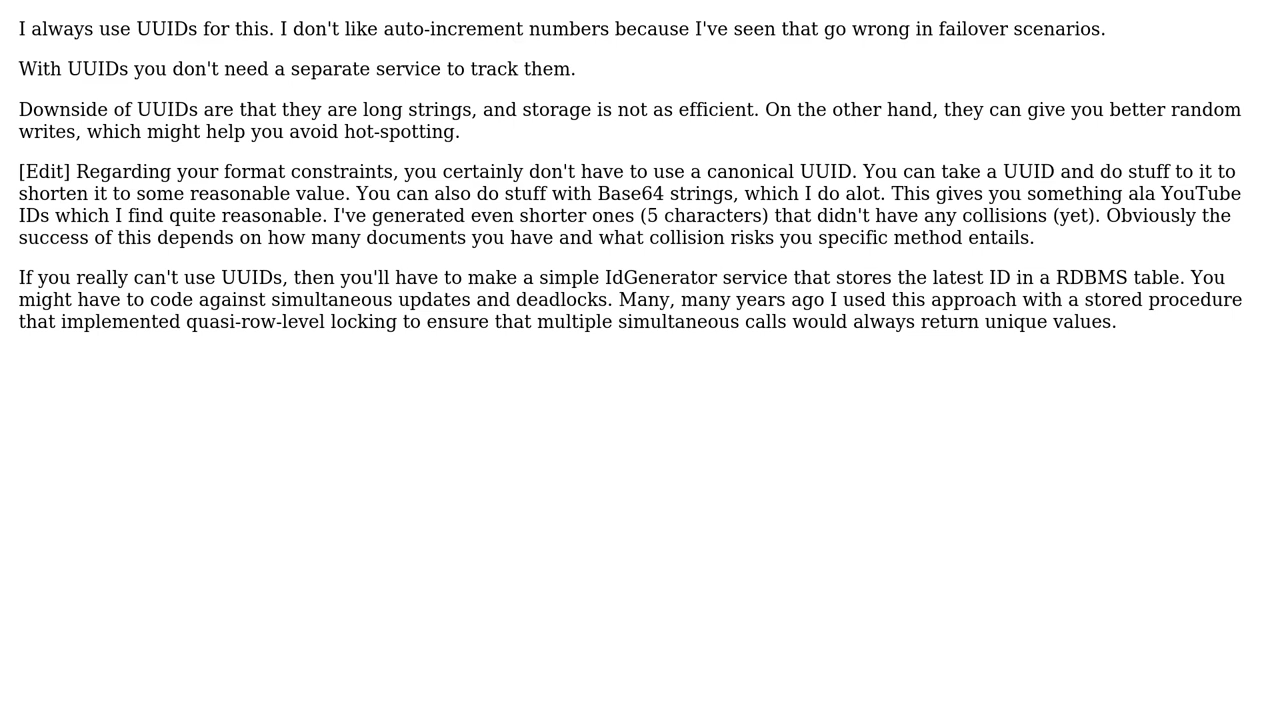 I always use UUIDs for this. I don't like auto-increment numbers because I've seen that go wrong in failover scenarios.
With UUIDs you don't need a separate service to track them.
Downside of UUIDs are that they are long strings, and storage is not as efficient. On the other hand, they can give you better random
writes, which might help you avoid hot-spotting.
[Edit] Regarding your format constraints, you certainly don't have to use a canonical UUID. You can take a UUID and do stuff to it to
shorten it to some reasonable value. You can also do stuff with Base64 strings, which I do alot. This gives you something ala YouTube
IDs which I find quite reasonable. I've generated even shorter ones (5 characters) that didn't have any collisions (yet). Obviously the
success of this depends on how many documents you have and what collision risks you specific method entails.
If you really can't use UUIDs, then you'll have to make a simple IdGenerator service that stores the latest ID in a RDBMS table. You
might have to code against simultaneous updates and deadlocks. Many, many years ago I used this approach with a stored procedure
that implemented quasi-row-level locking to ensure that multiple simultaneous calls would always return unique values.